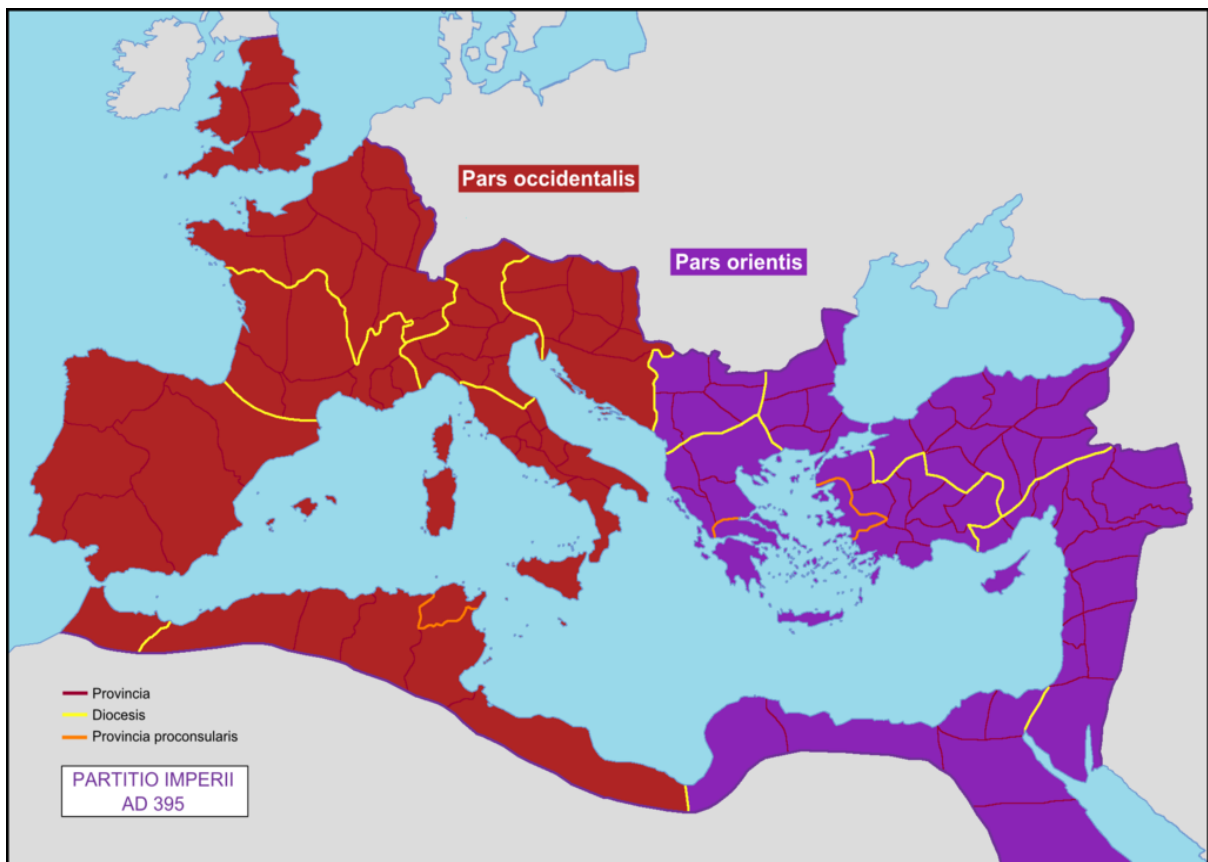 Pars occidentalis
Pars orientis
Provincia
Diocesis
Provincia proconsularis
PARTITIO IMPERII
AD 395